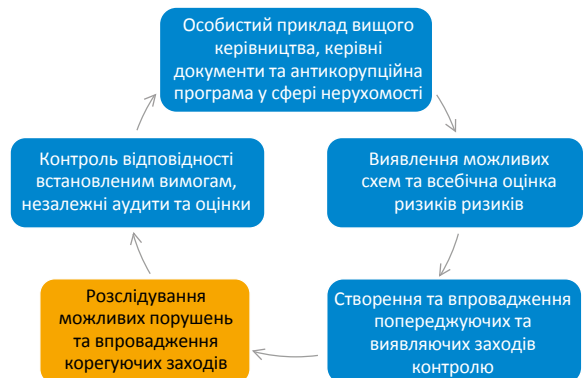 Особистий приклад вищого
керівництва, керівні
документи та антикорупційна
програма у сфері нерухомості
Виявлення можливих
схем та всебічна оцінка
ризиків ризиків
Створення та впровадження
попереджуючих та
виявляючих заходів
контролю
Розслідування
можливих порушень
та впровадження
корегуючих заходів
Контроль відповідності
встановленим вимогам,
незалежні аудити та оцінки